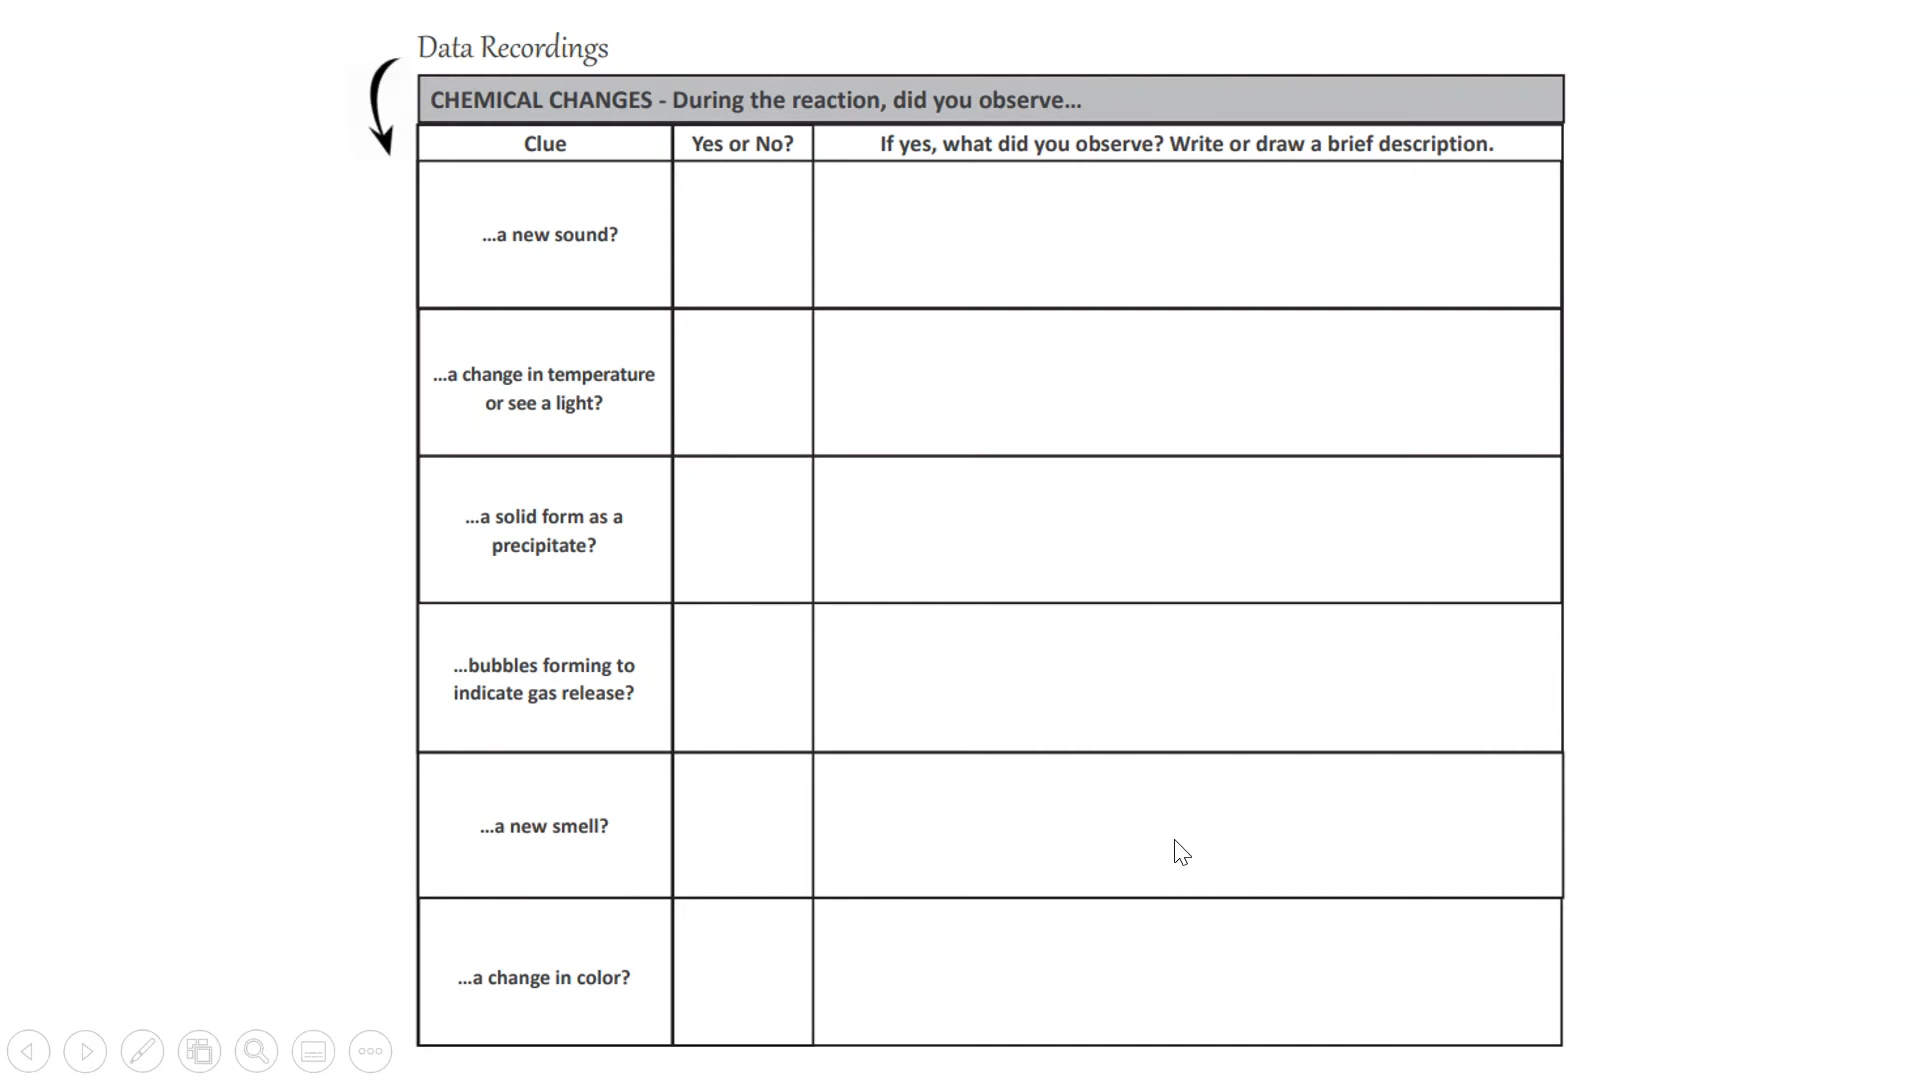 Data Recordings
CHEMICAL CHANGES - During the reaction, did you observe...
Clue
Yes or No?
If yes, what did you observe? Write or draw a brief description.
...a new sound?
...a change in temperature
or see a light?
...a solid form as a
precipitate?
...bubbles forming to
indicate gas release?
...a new smell?
...a change in color?